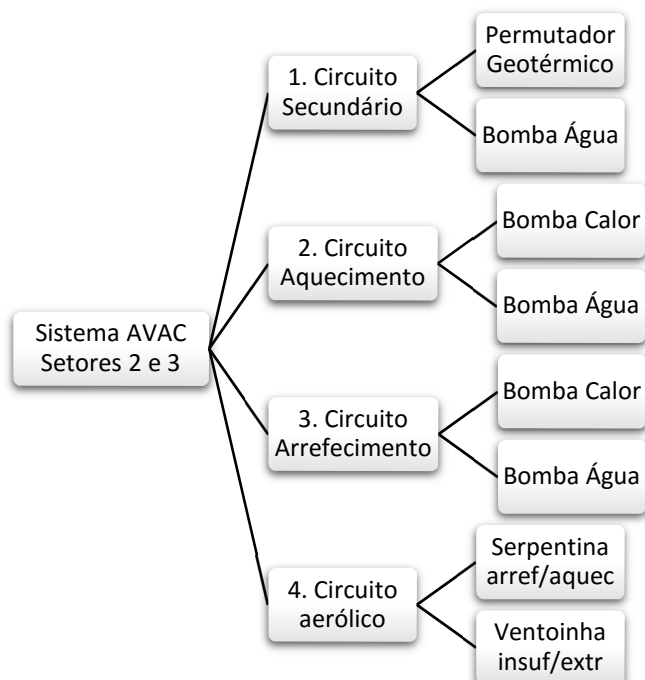 Sistema AVAC
Setores 2 e 3
1. Circuito
Secundário
Permutador
Geotérmico
Bomba Água
2. Circuito
Aquecimento
Bomba Calor
Bomba Água
3. Circuito
Arrefecimento
Bomba Calor
Bomba Água
4. Circuito
aerólico
Serpentina
arref/aquec
Ventoinha
insuf/extr